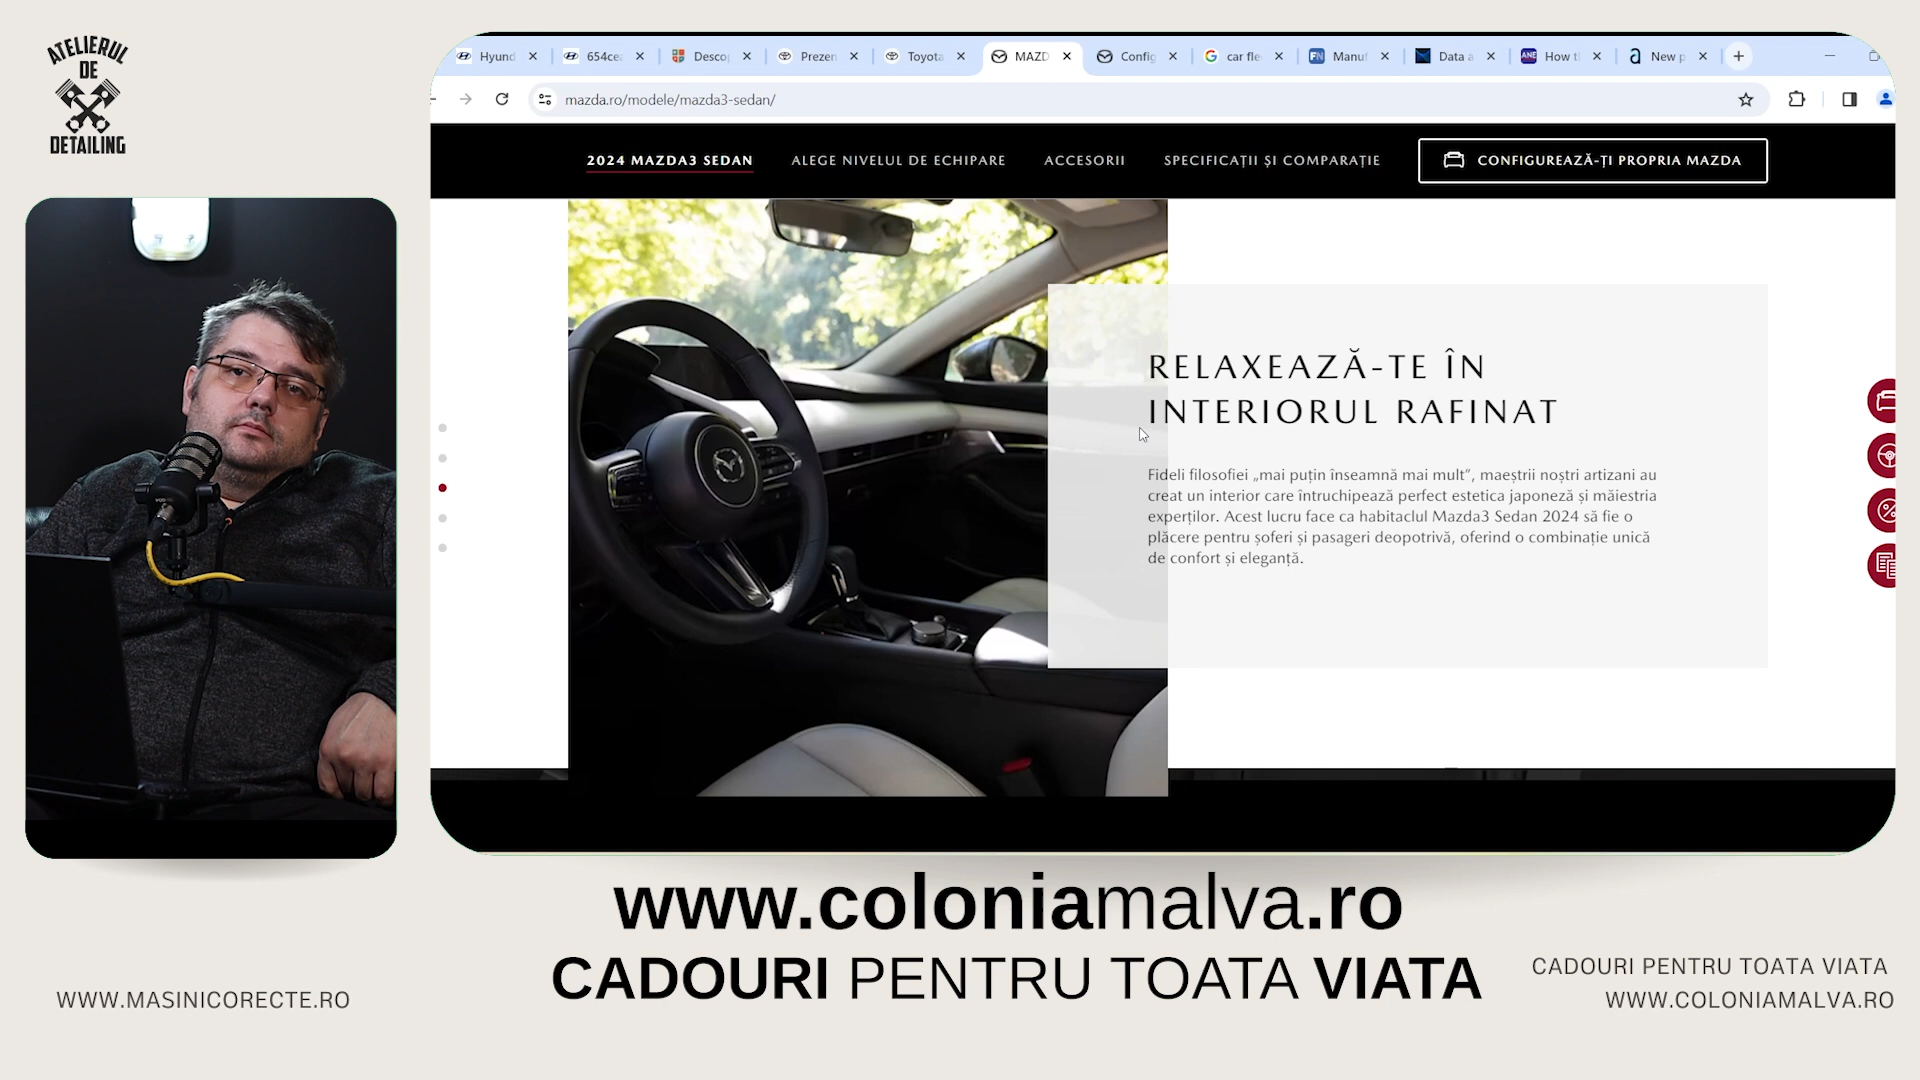 ATELIERUL
DE
DETAILING
Hyund
654ce
Desco
Prezen
Toyota
MAZD
Config
car fle
FN
Manuf
Data a
ANE
How t
New p
mazda.ro/modele/mazda3-sedan/
2024 MAZDA3 SEDAN
ALEGE NIVELUL DE ECHIPARE
ACCESORII
SPECIFICAȚII ȘI COMPARAȚIE
CONFIGUREAZĂ-ȚI PROPRIA MAZDA
RELAXEAZĂ-TE ÎN
INTERIORUL RAFINAT
Fideli filosofiei „mai puțin înseamnă mai mult”, maeștrii noștri artizani au
creat un interior care întruchipează perfect estetica japoneză și măiestria
experților. Acest lucru face ca habitaclul Mazda3 Sedan 2024 să fie o
plăcere pentru șoferi și pasageri deopotrivă, oferind o combinație unică
de confort și eleganță.
www.coloniamalva.ro
CADOURI PENTRU TOATA VIATA
WWW.MASINICORECTE.RO
CADOURI PENTRU TOATA VIATA
WWW.COLONIAMALVA.RO